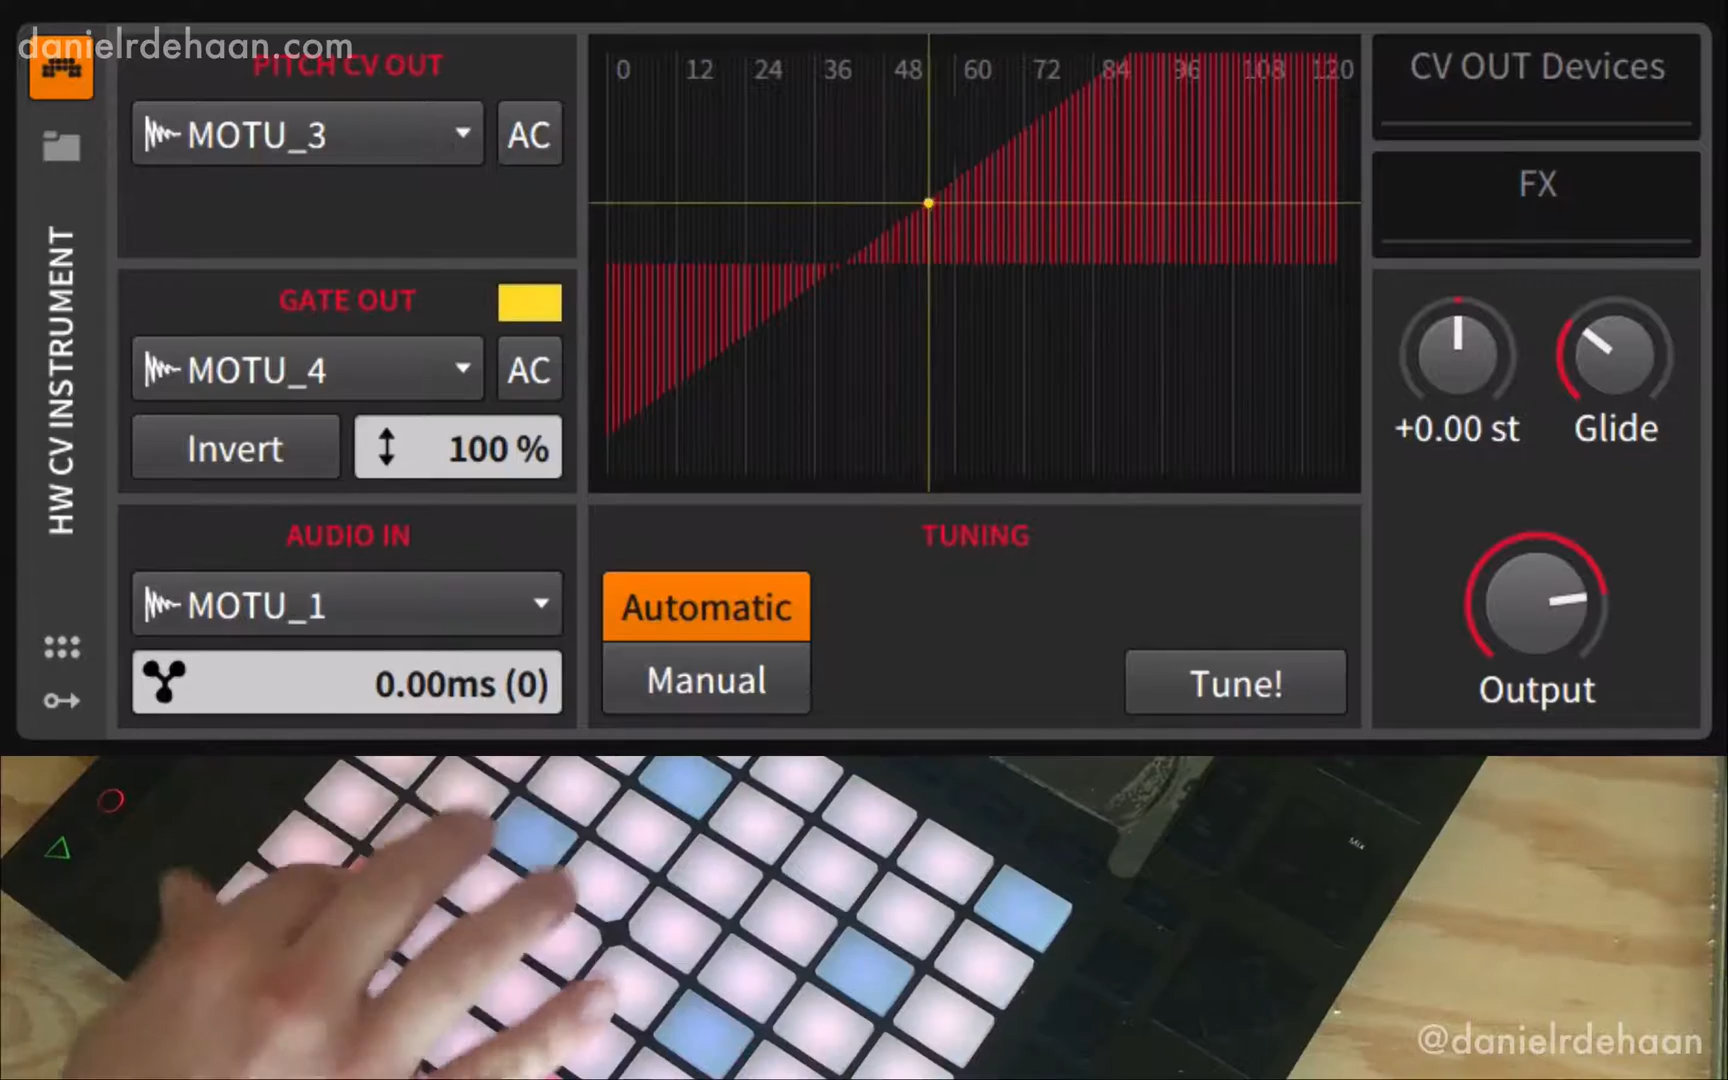 danielrdehaan.com
PITCH CV OUT
MOTU_3
AC
GATE OUT
MOTU_4
AC
Invert
100 %
AUDIO IN
MOTU_1
0.00ms (0)
HW CV INSTRUMENT
0 12 24 36 48 60 72 84 96 108 120
TUNING
Automatic
Manual
Tune!
CV OUT Devices
FX
+0.00 st
Glide
Output
MIX
@danielrdehaan